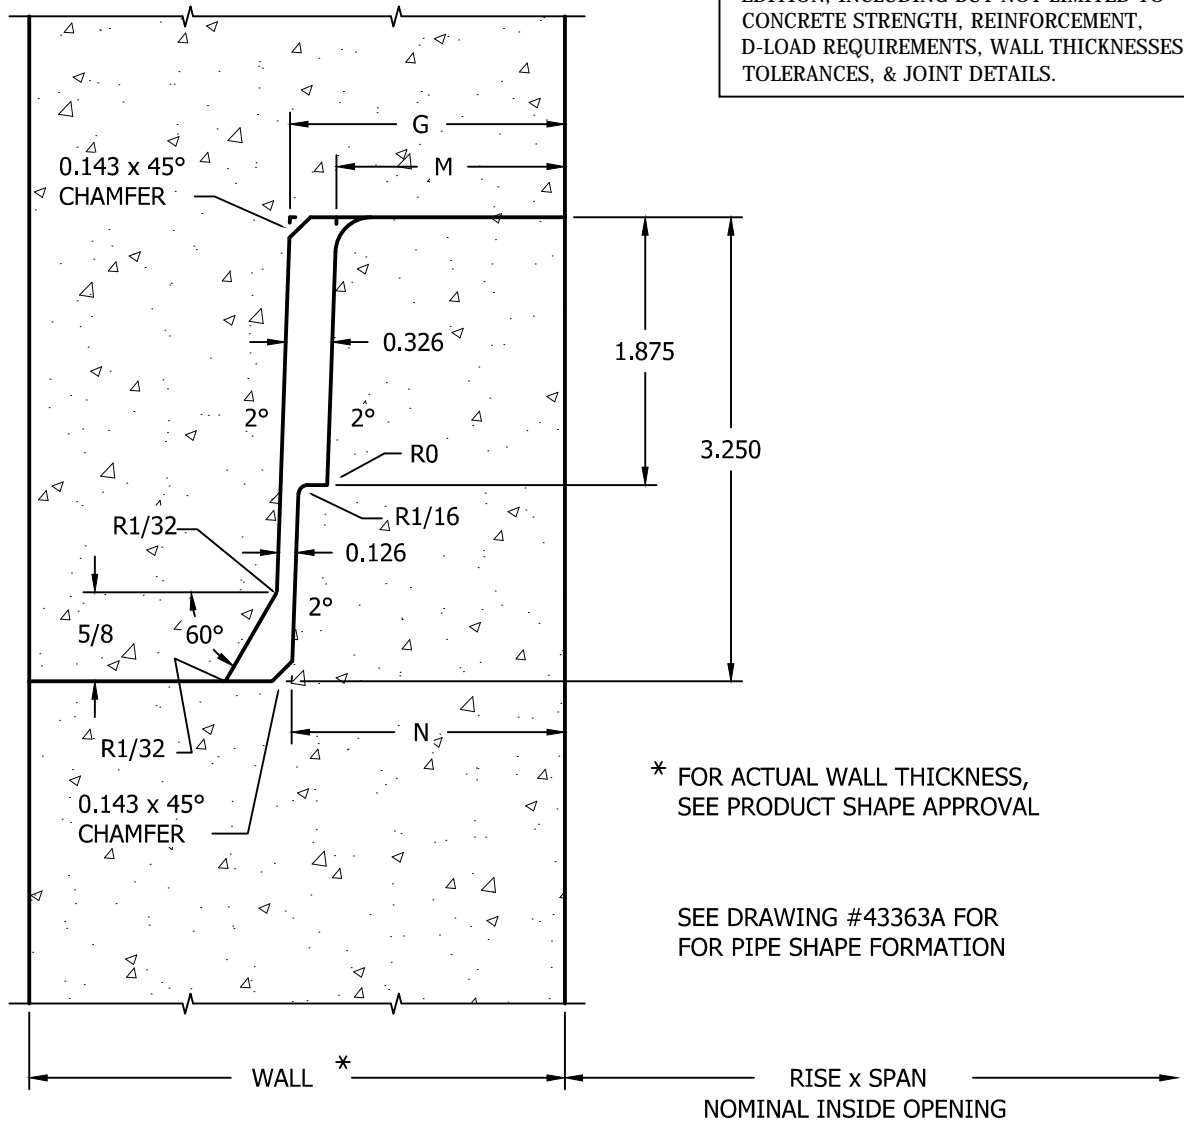 EDITION, INCLUDING BUT NOT LIMITED TO
CONCRETE STRENGTH, REINFORCEMENT,
D-LOAD REQUIREMENTS, WALL THICKNESSES
TOLERANCES, & JOINT DETAILS.
G
M
0.143 x 45°
CHAMFER
0.326
1.875
2°
2°
3.250
R0
R1/16
R1/32
0.126
2°
5/8
60°
N
R1/32
0.143 x 45°
CHAMFER
* FOR ACTUAL WALL THICKNESS,
SEE PRODUCT SHAPE APPROVAL
SEE DRAWING #43363A FOR
FOR PIPE SHAPE FORMATION
WALL *
RISE x SPAN
NOMINAL INSIDE OPENING